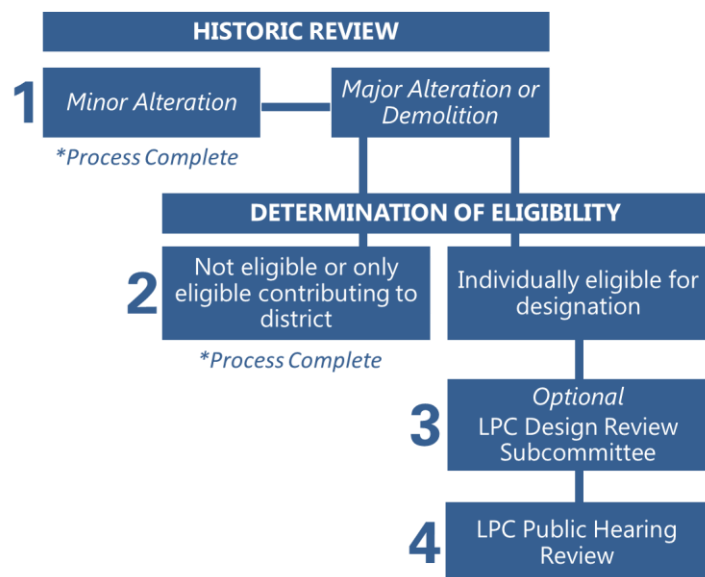 HISTORIC REVIEW
1
Minor Alteration
Major Alteration or
Demolition
*Process Complete
DETERMINATION OF ELIGIBILITY
2
Not eligible or only
eligible contributing to
district
Individually eligible for
designation
*Process Complete
3
Optional
LPC Design Review
Subcommittee
4
LPC Public Hearing
Review